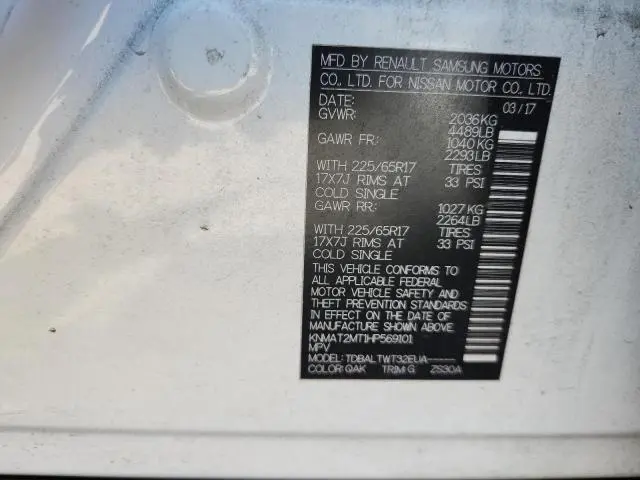 MFD BY RENAULT SAMSUNG MOTORS
CO., LTD. FOR NISSAN MOTOR CO., LTD.
DATE: 03/17
GVWR: 2036KG
4489LB
GAWR FR: 1040KG
2293LB
WITH 225/65R17 TIRES
17X7J RIMS AT 33 PSI
COLD SINGLE
GAWR RR: 1027KG
2264LB
WITH 225/65R17 TIRES
17X7J RIMS AT 33 PSI
COLD SINGLE
THIS VEHICLE CONFORMS TO
ALL APPLICABLE FEDERAL
MOTOR VEHICLE SAFETY AND
THEFT PREVENTION STANDARDS
IN EFFECT ON THE DATE OF
MANUFACTURE SHOWN ABOVE.
KNMAT2MT1HP569101
MPV
MODEL: TDBALTWT32EUA-----
COLOR: QAK TRIM: G ZS30A